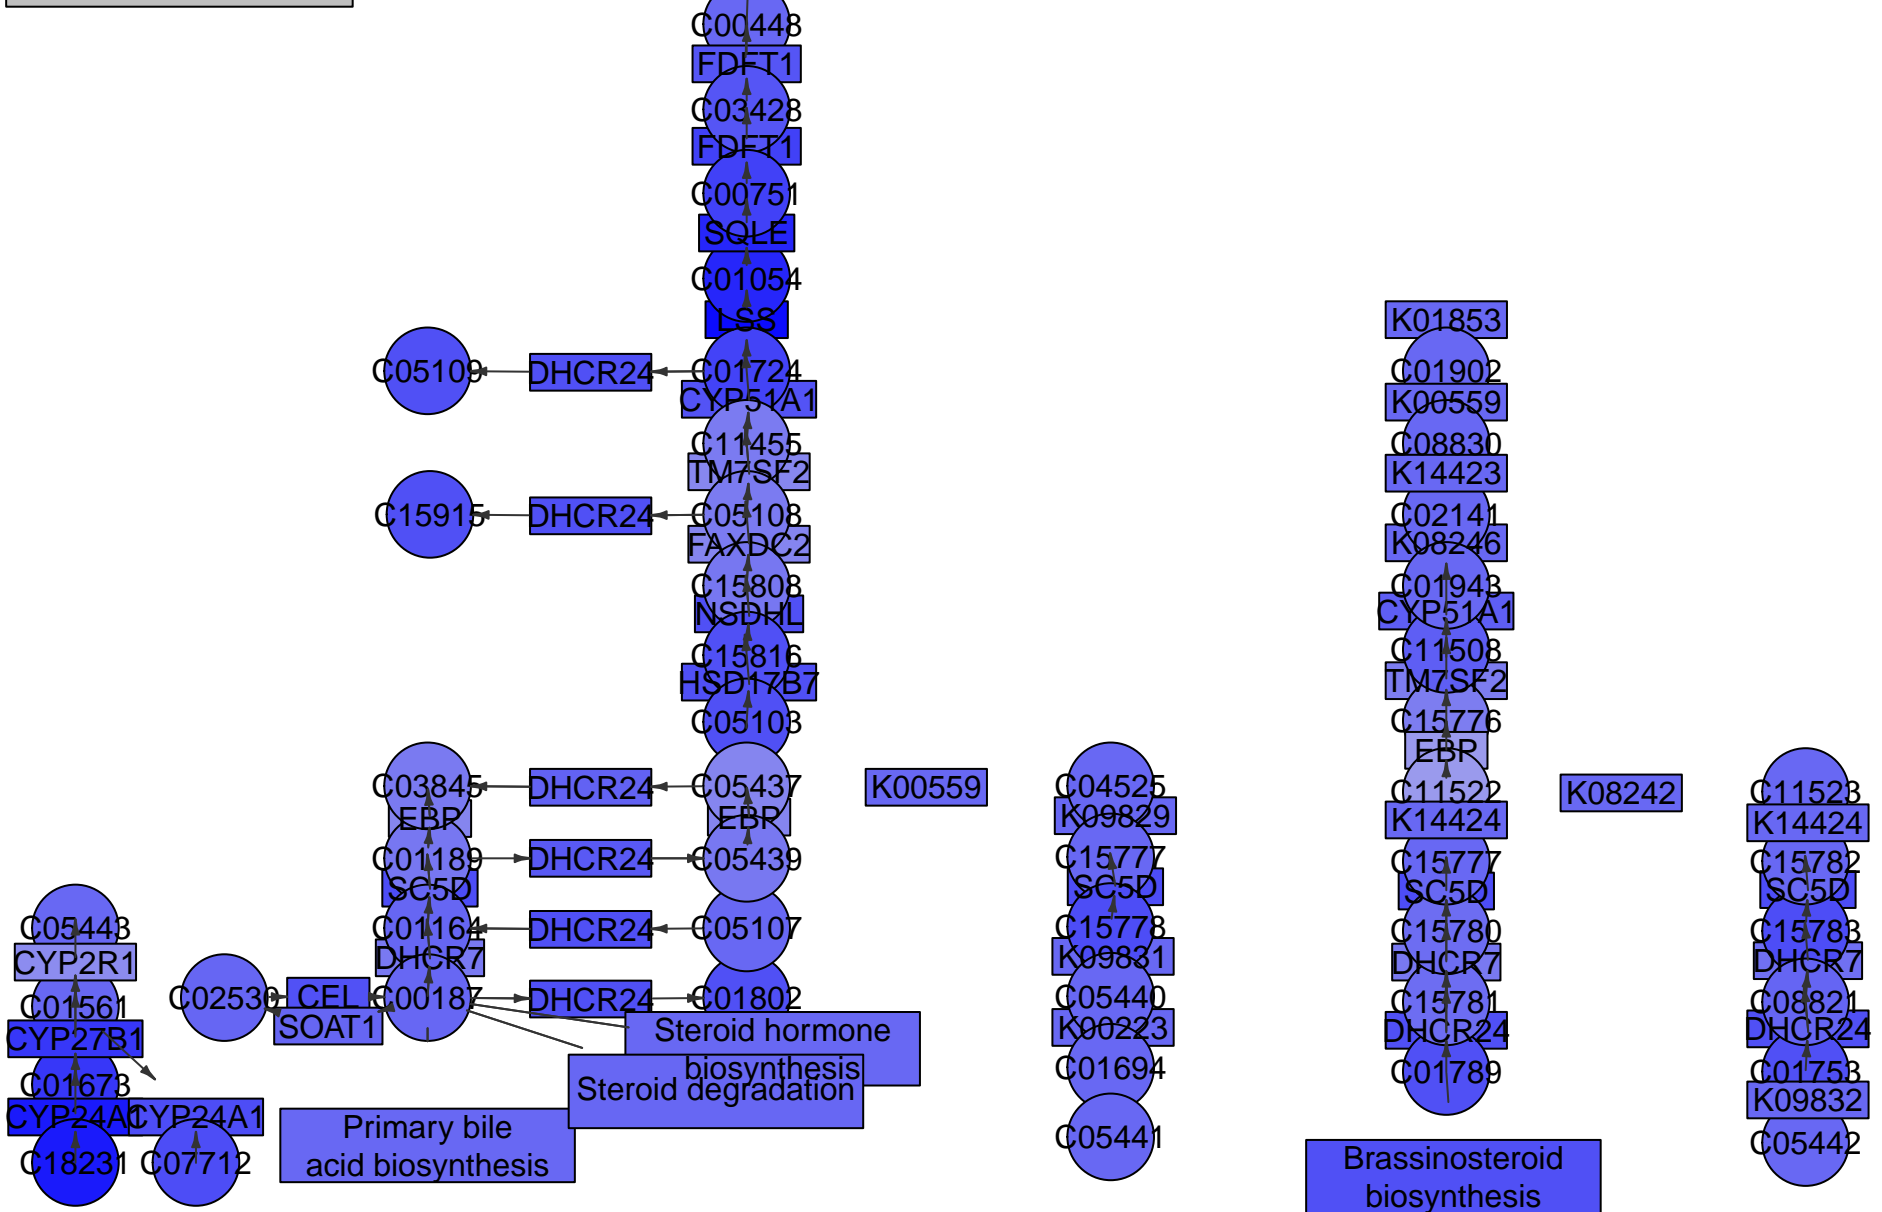 C00448
FDFT1
C03428
FDFT1
C00751
SQLE
C01054
LSS
K01853
C05109
DHCR24
C01724
C01902
CYP51A1
K00559
C11455
C08830
TM7SF2
K14423
C15915
DHCR24
C05108
C02141
FAXDC2
K08246
C15808
C01943
NSDHL
CYP51A1
C15816
C11508
HSD17B7
TM7SF2
C05103
C15776
EBP
C03845
DHCR24
C05437
K00559
C04525
C11522
K08242
C11523
EBP
EBP
K09829
K14424
K14424
C01189
DHCR24
C05439
C15777
C15777
C15782
SC5D
SC5D
SC5D
SC5D
C05443
C01164
DHCR24
C05107
C15778
C15780
C15783
CYP2R1
DHCR7
K09831
DHCR7
DHCR7
C01561
C02530
CEL
C00187
DHCR24
C01802
C05440
C15781
C08821
SOAT1
Steroid hormone
biosynthesis
K00223
DHCR24
DHCR24
CYP27B1
C01673
Steroid degradation
C01694
C01789
C01753
K09832
CYP24A1
CYP24A1
Primary bile
acid biosynthesis
C05441
C05442
C18231
C07712
Brassinosteroid
biosynthesis